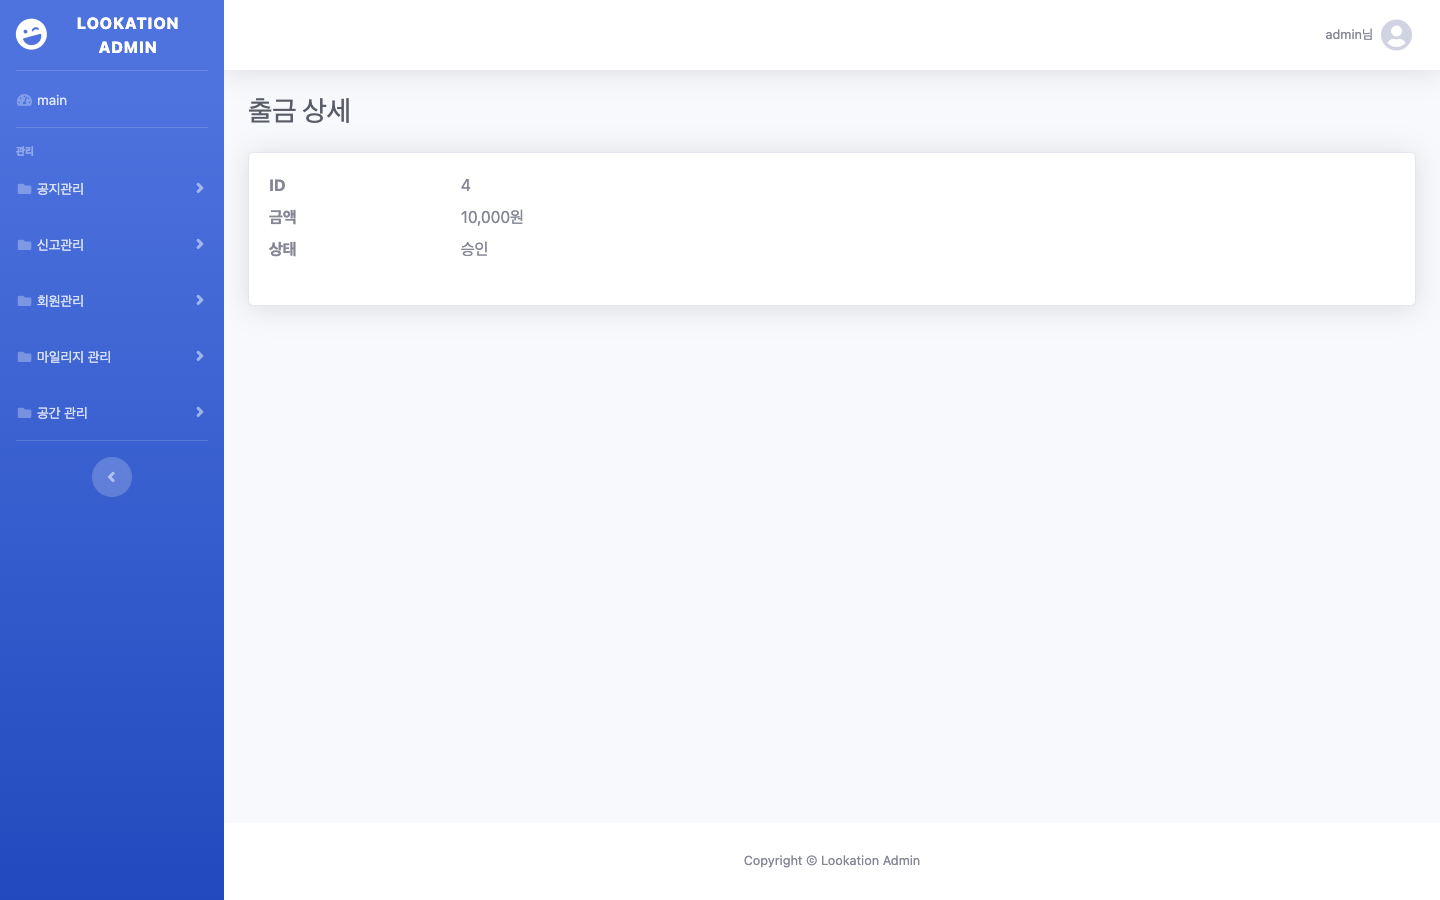 LOOKATION
ADMIN
admin님
main
관리
공지관리
신고관리
회원관리
마일리지 관리
공간 관리
출금 상세
ID 4
금액 10,000원
상태 승인
Copyright © Lookation Admin